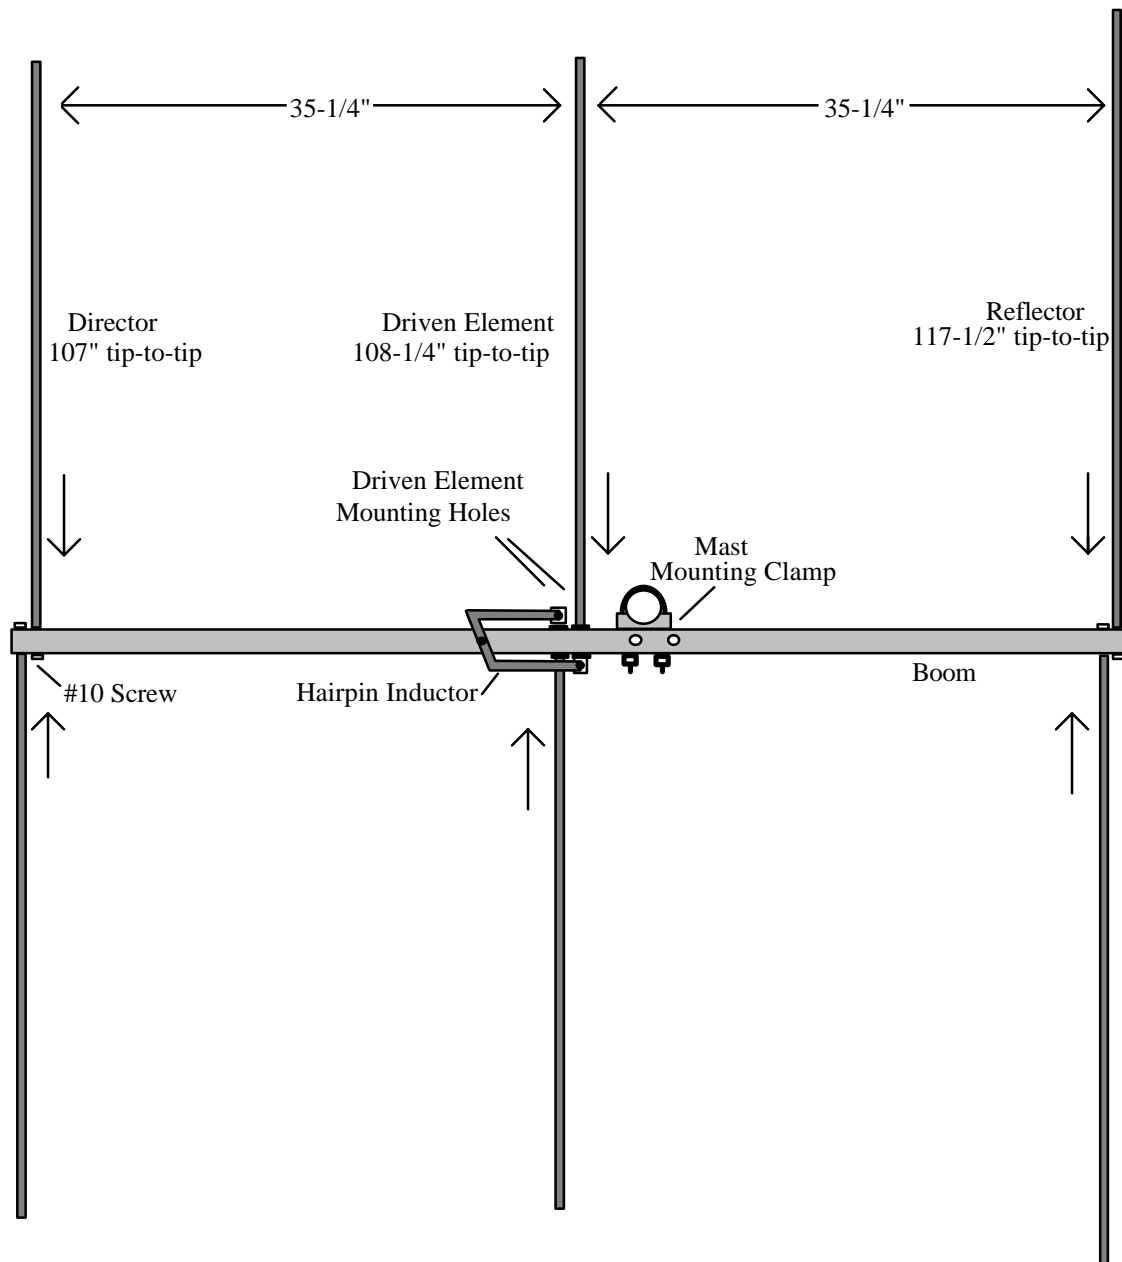 35-1/4"
35-1/4"
Director
107" tip-to-tip
Driven Element
108-1/4" tip-to-tip
Reflector
117-1/2" tip-to-tip
Driven Element
Mounting Holes
Mast
Mounting Clamp
#10 Screw
Hairpin Inductor
Boom